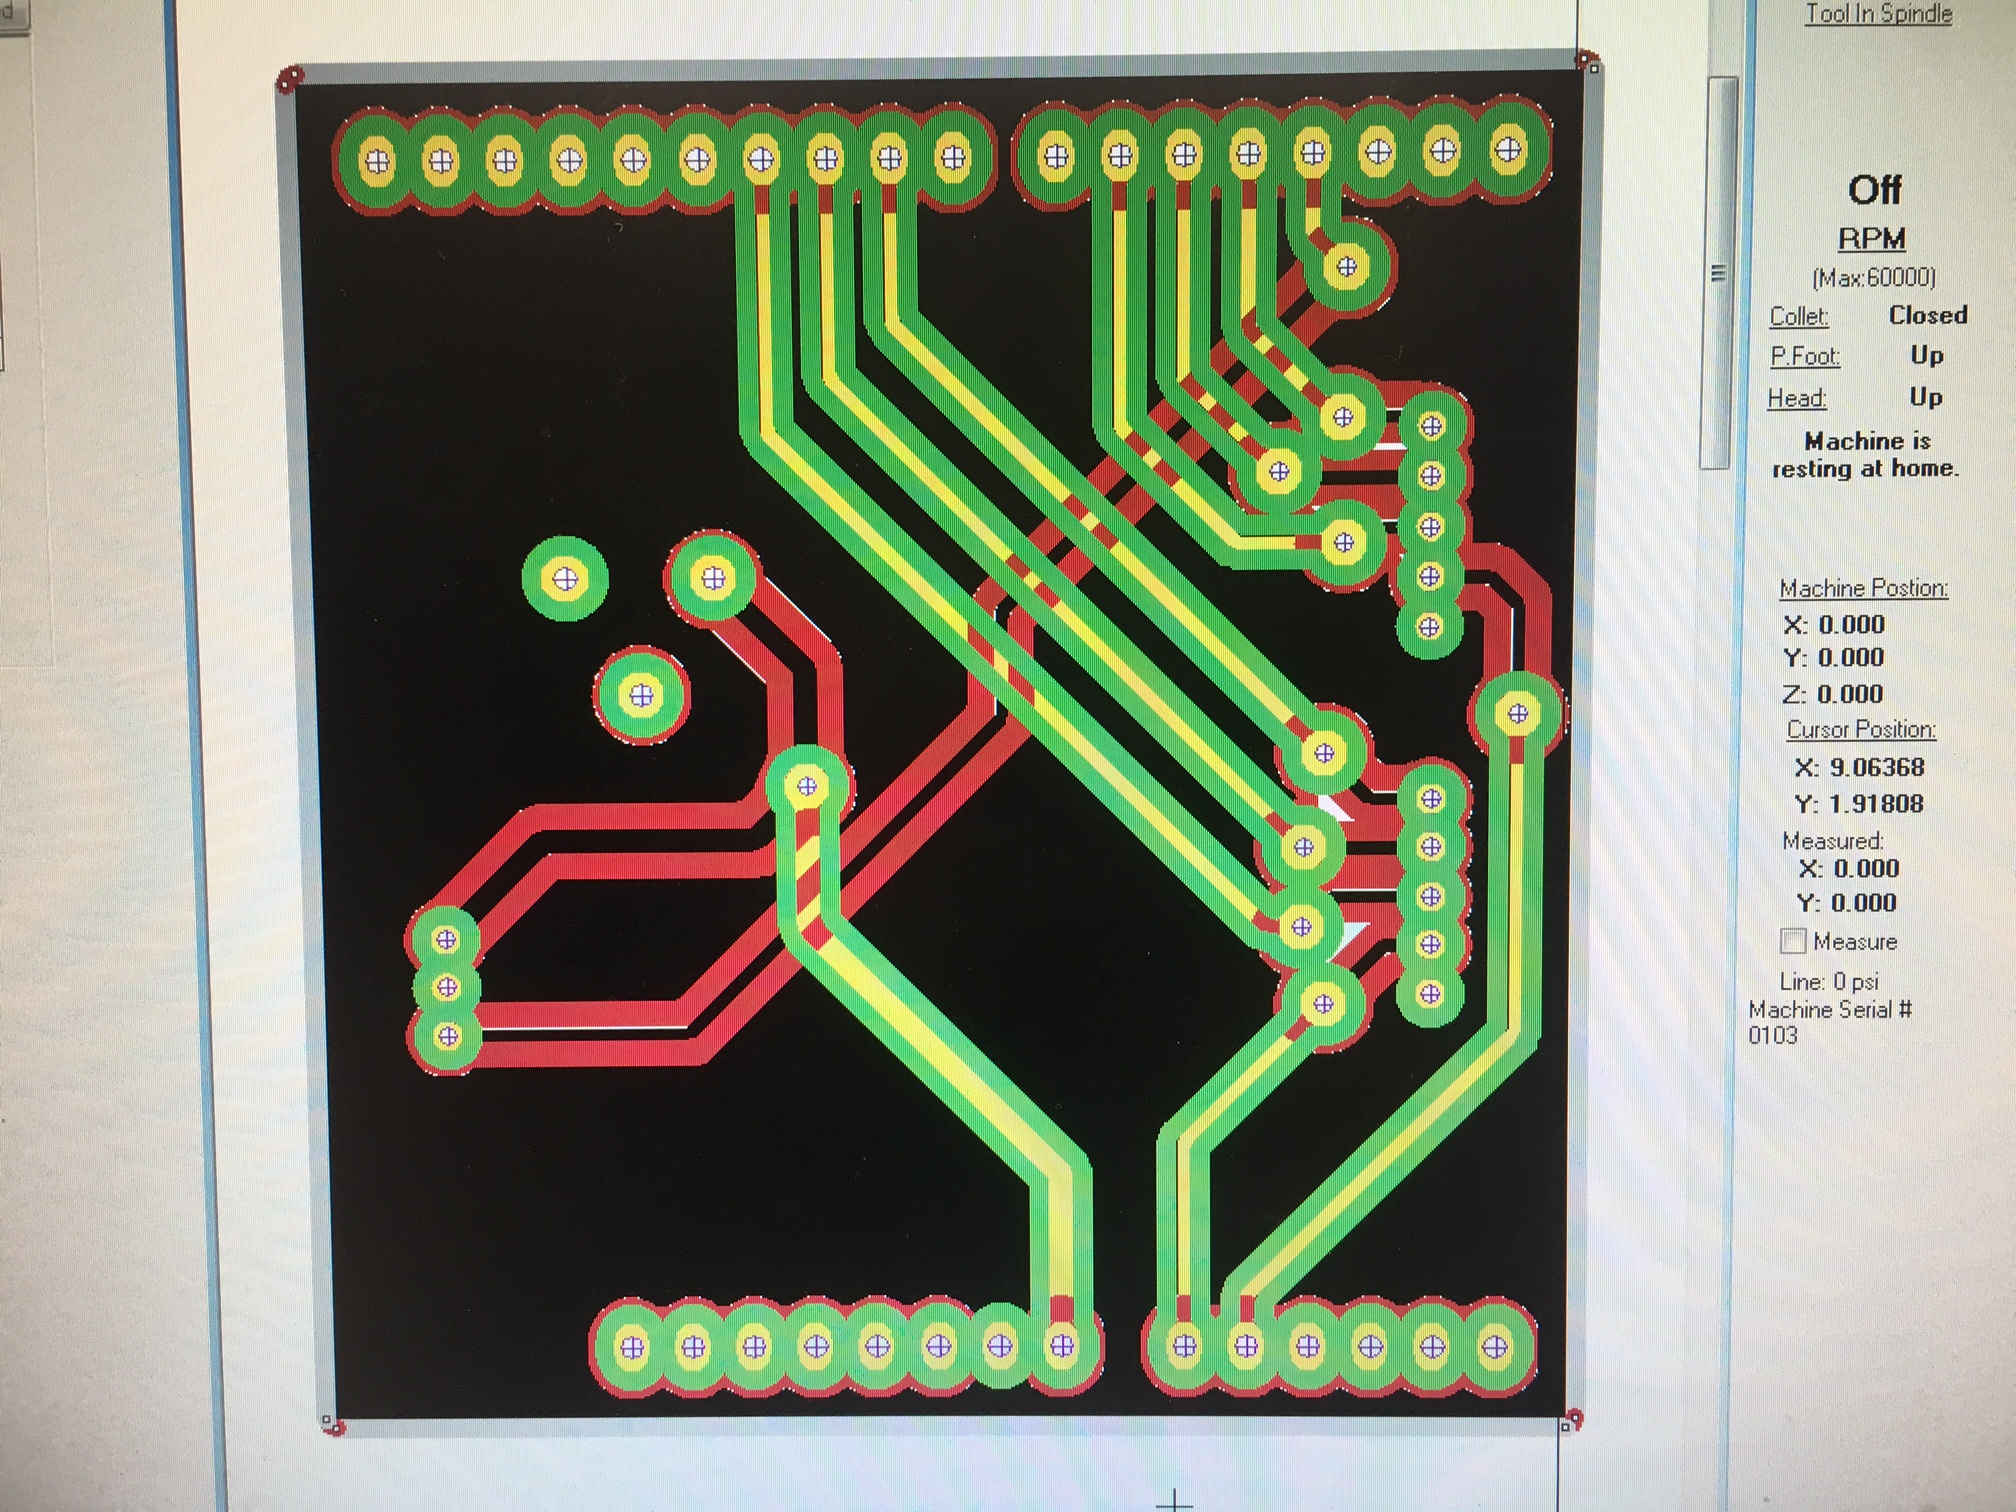 d
Tool In Spindle
Off
RPM
(Max:60000)
Collet: Closed
P.Foot: Up
Head: Up
Machine is
resting at home.
Machine Postion:
X: 0.000
Y: 0.000
Z: 0.000
Cursor Position:
X: 9.06368
Y: 1.91808
Measured:
X: 0.000
Y: 0.000
Measure
Line: 0 psi
Machine Serial #
0103